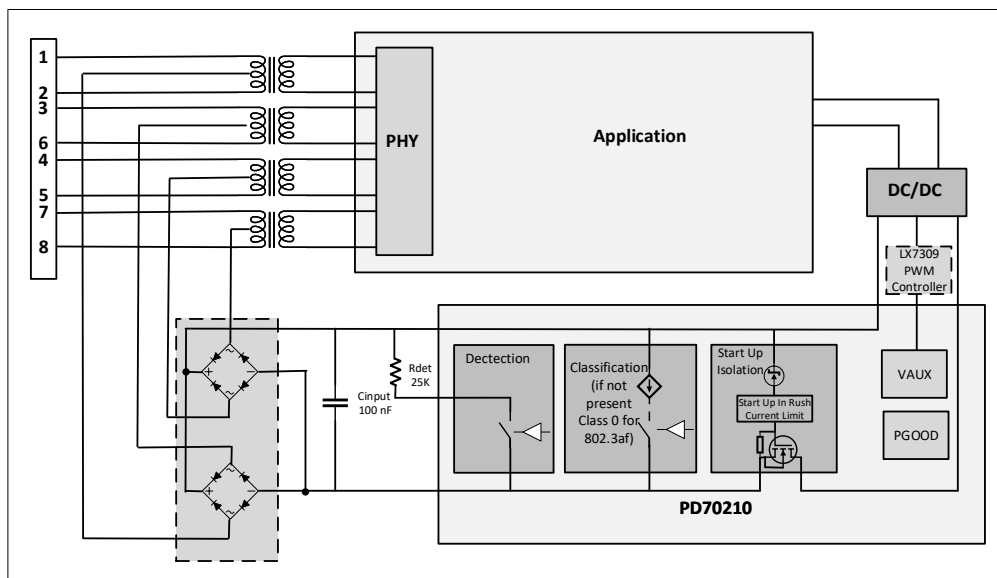 1
2
3
6
4
5
7
8
PHY
Application
DC/DC
LX7309
PWM
Controller
~
+
-
~
~
+
-
~
Cinput
100 nF
Rdet
25K
Dectection
Classification
(if not
present
Class 0 for
802.3af)
Start Up
Isolation
Start Up In Rush
Current Limit
VAUX
PGOOD
PD70210